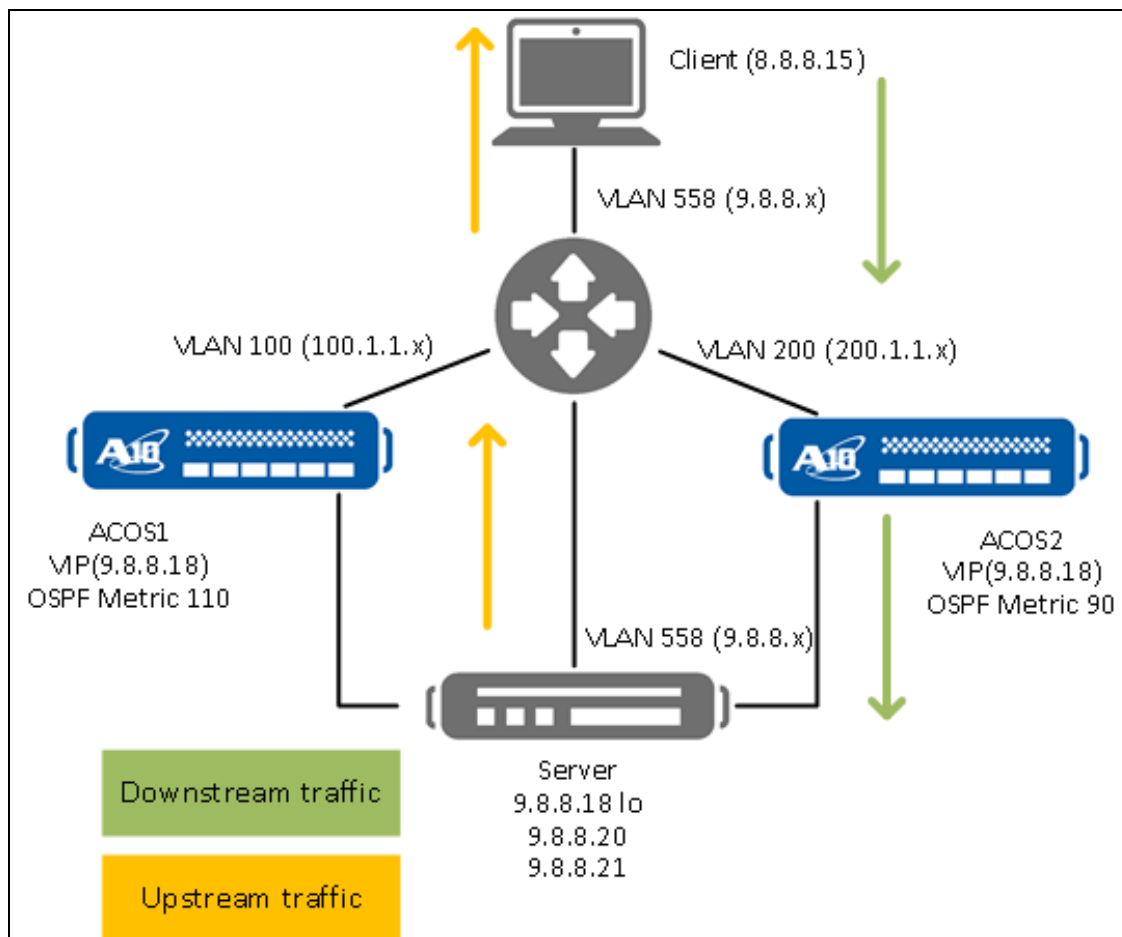 Client (8.8.8.15)
VLAN 558 (9.8.8.x)
VLAN 100 (100.1.1.x)
VLAN 200 (200.1.1.x)
A10
A10
ACOS1
VIP(9.8.8.18)
OSPF Metric 110
ACOS2
VIP(9.8.8.18)
OSPF Metric 90
VLAN 558 (9.8.8.x)
Server
9.8.8.18 lo
9.8.8.20
9.8.8.21
Downstream traffic
Upstream traffic